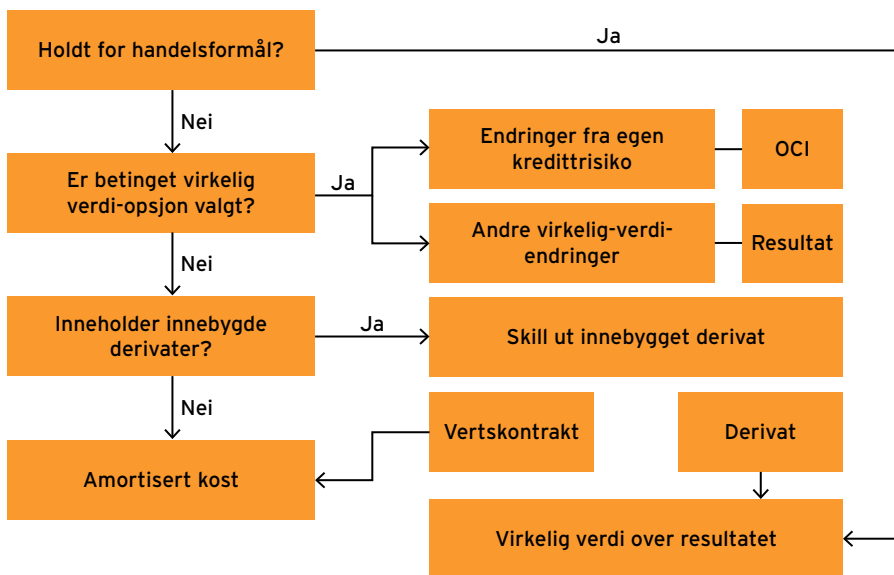 Holdt for handelsformål?
Ja
Nei
Er betinget virkelig
verdi-opsjon valgt?
Ja
Endringer fra egen
kredittrisiko
OCI
Andre virkelig-verdi-
endringer
Resultat
Nei
Inneholder innebygde
derivater?
Ja
Skill ut innebygget derivat
Nei
Vertskontrakt
Derivat
Amortisert kost
Virkelig verdi over resultatet